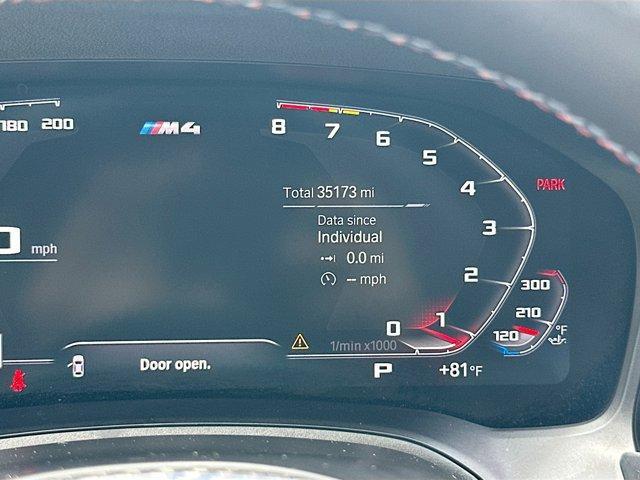 180 200
M4
8 7 6 5 4 3 2 1 0
Total 35173 mi
PARK
Data since
Individual
0.0 mi
-- mph
0 mph
300
210
120 °F
1/min x1000
Door open.
P
+81°F